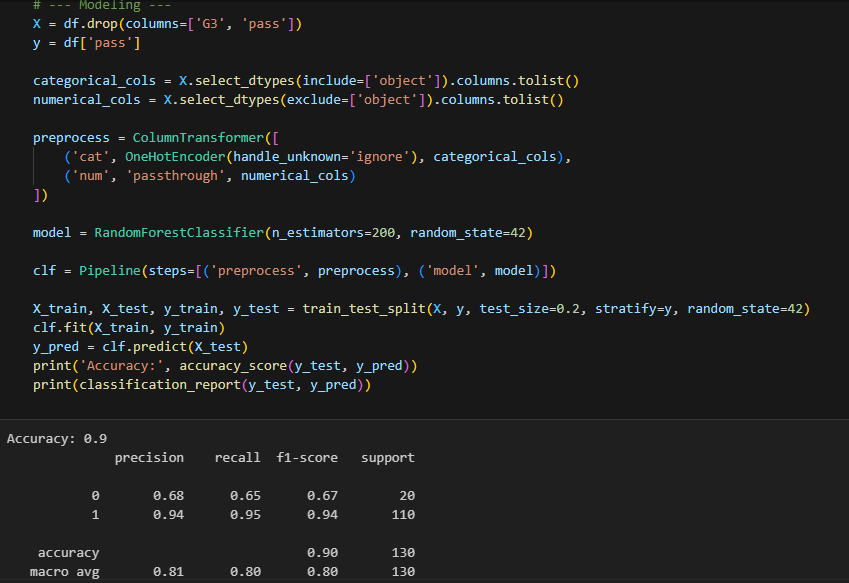 # --- Modeling ---
X = df.drop(columns=['G3', 'pass'])
y = df['pass']
categorical_cols = X.select_dtypes(include=['object']).columns.tolist()
numerical_cols = X.select_dtypes(exclude=['object']).columns.tolist()
preprocess = ColumnTransformer([
    ('cat', OneHotEncoder(handle_unknown='ignore'), categorical_cols),
    ('num', 'passthrough', numerical_cols)
])
model = RandomForestClassifier(n_estimators=200, random_state=42)
clf = Pipeline(steps=[('preprocess', preprocess), ('model', model)])
X_train, X_test, y_train, y_test = train_test_split(X, y, test_size=0.2, stratify=y, random_state=42)
clf.fit(X_train, y_train)
y_pred = clf.predict(X_test)
print('Accuracy:', accuracy_score(y_test, y_pred))
print(classification_report(y_test, y_pred))
Accuracy: 0.9
              precision    recall  f1-score   support
           0       0.68      0.65      0.67        20
           1       0.94      0.95      0.94       110
    accuracy                           0.90       130
   macro avg       0.81      0.80      0.80       130